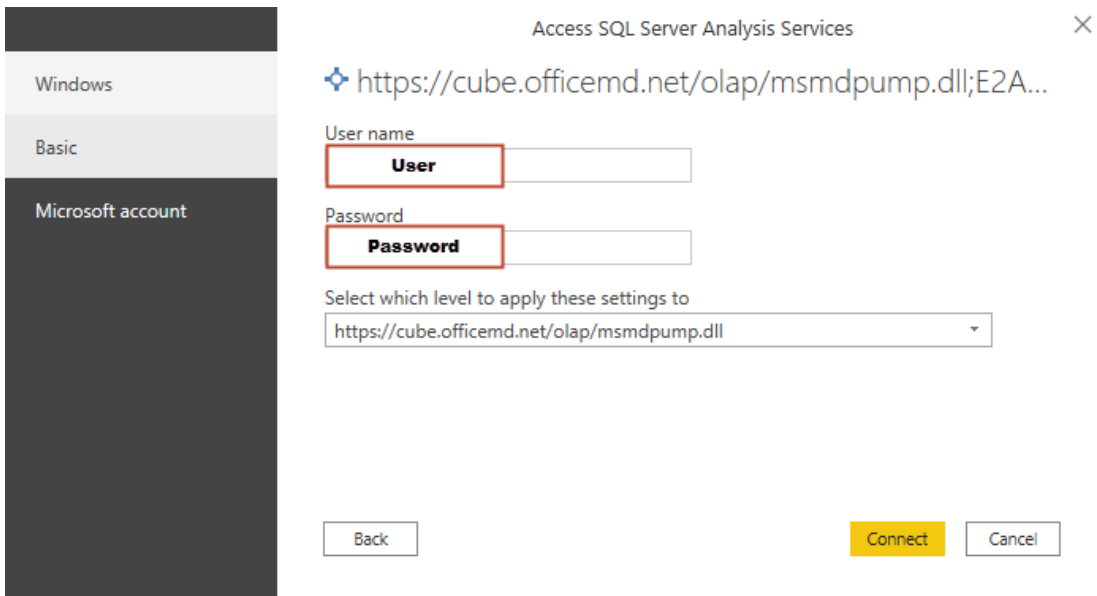 Access SQL Server Analysis Services
Windows
Basic
Microsoft account
https://cube.officemd.net/olap/msmdpump.dll;E2A...
User name
User
Password
Password
Select which level to apply these settings to
https://cube.officemd.net/olap/msmdpump.dll
Back
Connect
Cancel